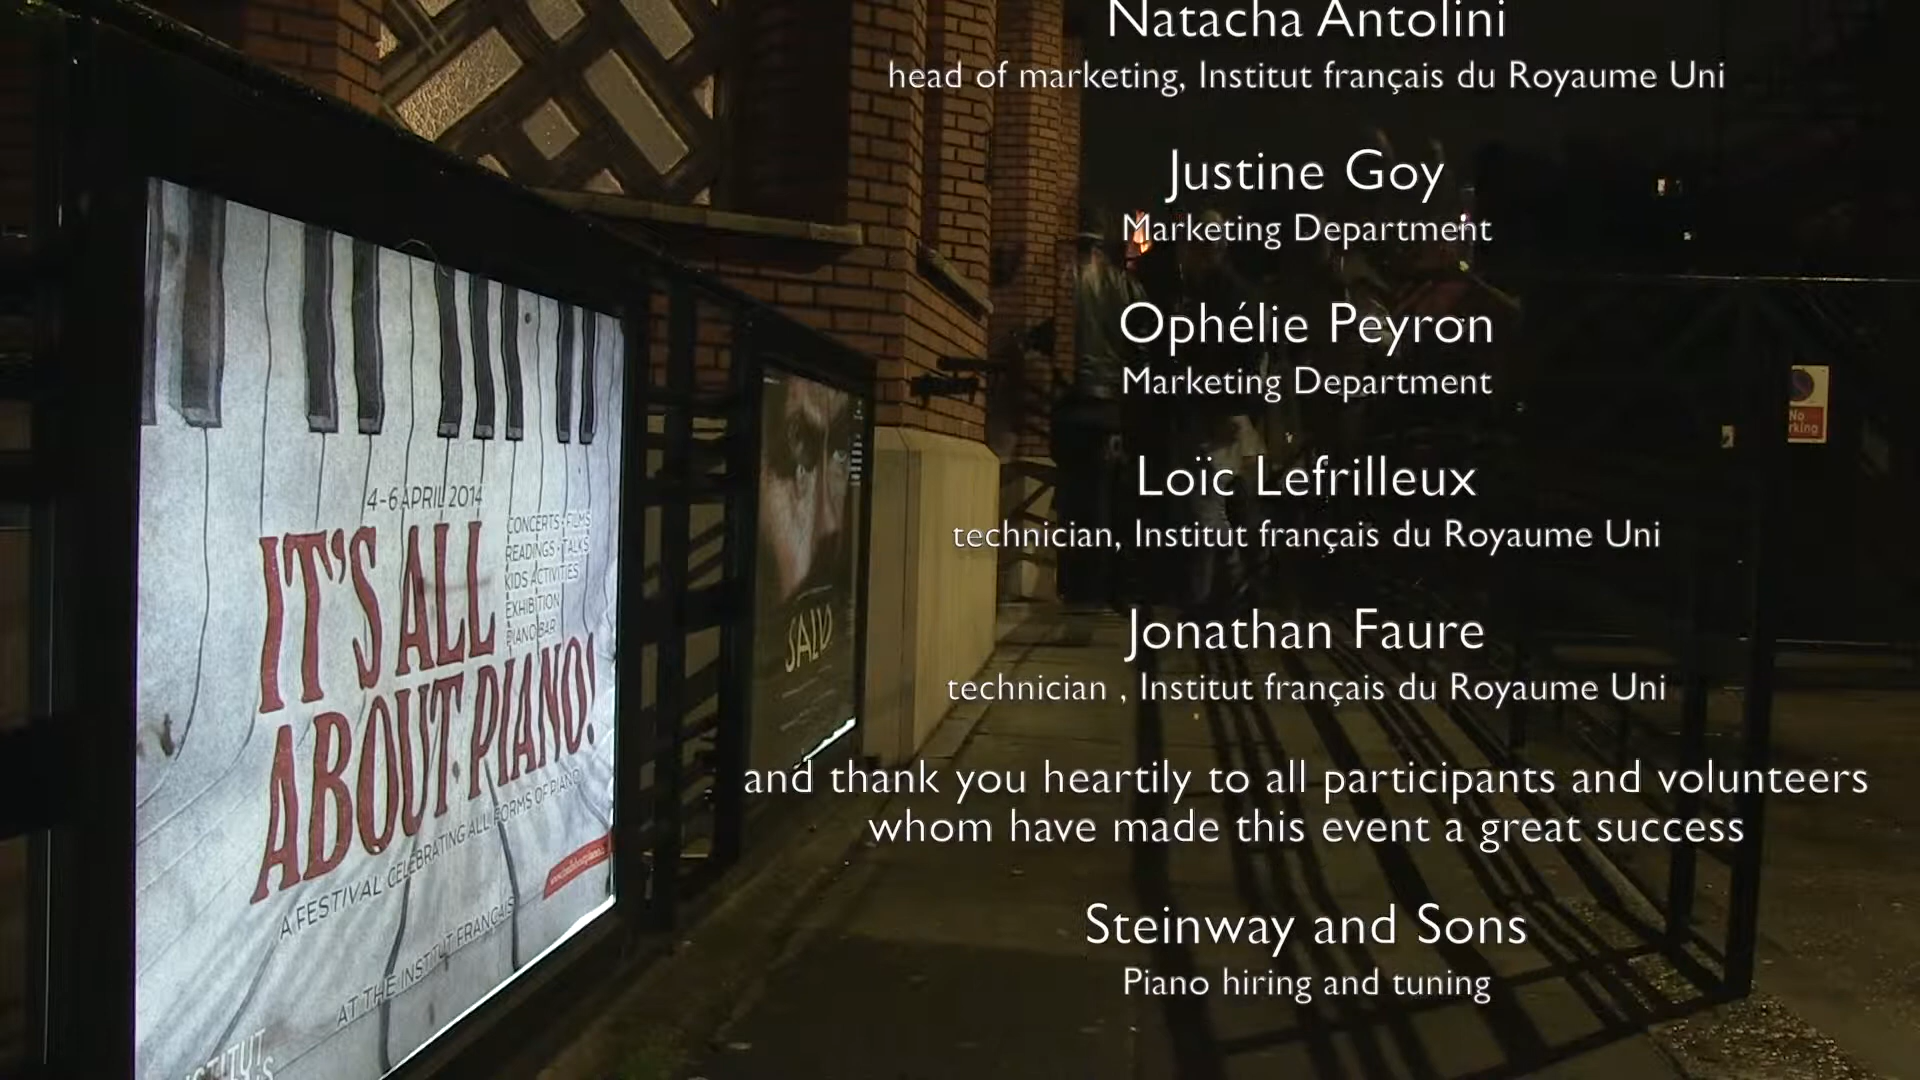 Natacha Antolini
head of marketing, Institut français du Royaume Uni
Justine Goy
Marketing Department
Ophélie Peyron
Marketing Department
Loïc Lefrilleux
technician, Institut français du Royaume Uni
Jonathan Faure
technician , Institut français du Royaume Uni
and thank you heartily to all participants and volunteers
whom have made this event a great success
Steinway and Sons
Piano hiring and tuning
4-6 APRIL 2014
IT'S ALL
ABOUT PIANO!
CONCERTS · FILMS
READINGS · TALKS
KIDS ACTIVITIES
EXHIBITION
PIANO BAR
A FESTIVAL CELEBRATING ALL FORMS OF PIANO
AT THE INSTITUT FRANÇAIS
No